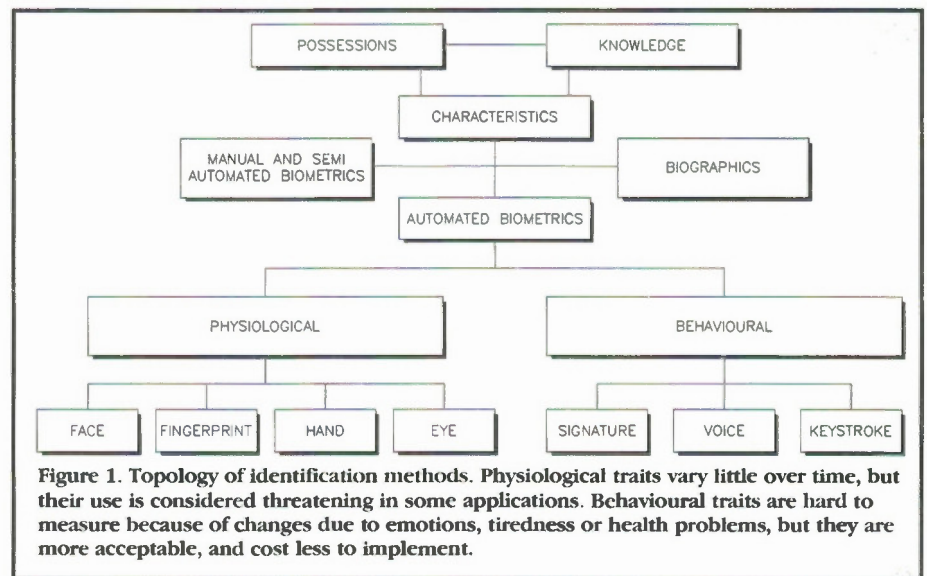 POSSESSIONS
KNOWLEDGE
CHARACTERISTICS
MANUAL AND SEMI
AUTOMATED BIOMETRICS
BIOGRAPHICS
AUTOMATED BIOMETRICS
PHYSIOLOGICAL
BEHAVIOURAL
FACE
FINGERPRINT
HAND
EYE
SIGNATURE
VOICE
KEYSTROKE
Figure 1. Topology of identification methods. Physiological traits vary little over time, but
their use is considered threatening in some applications. Behavioural traits are hard to
measure because of changes due to emotions, tiredness or health problems, but they are
more acceptable, and cost less to implement.